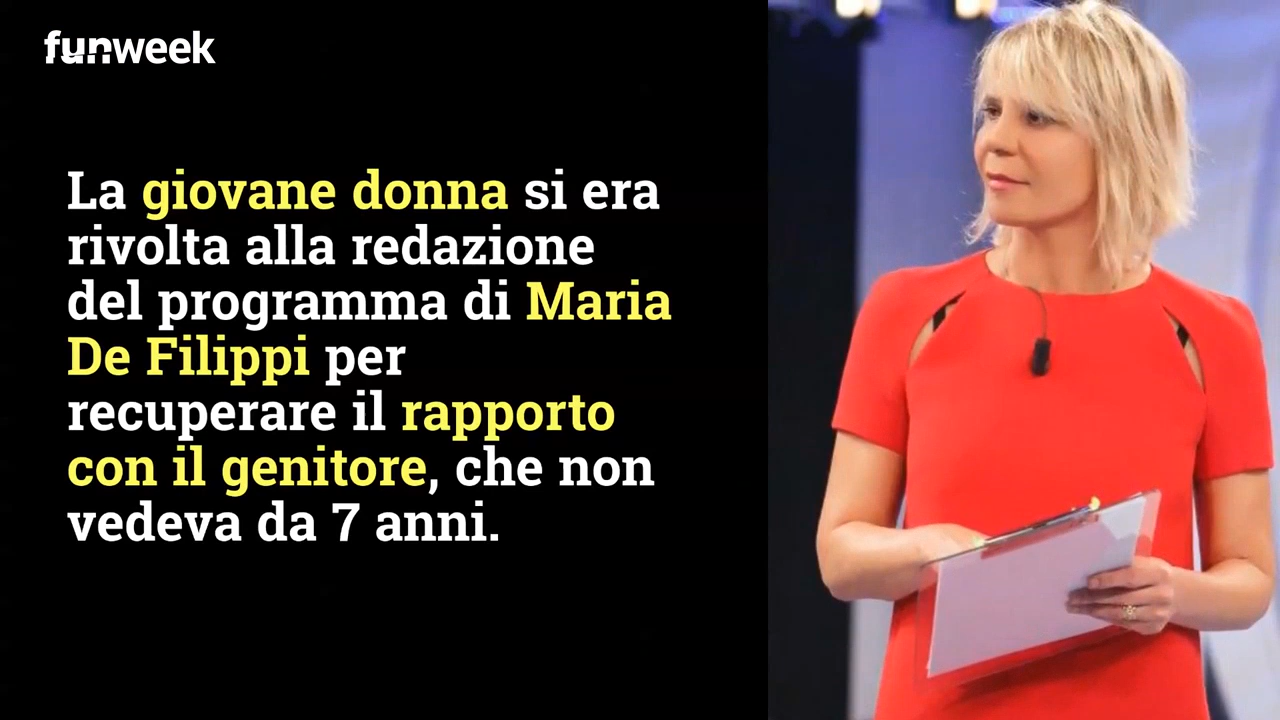 funweek
La giovane donna si era
rivolta alla redazione
del programma di Maria
De Filippi per
recuperare il rapporto
con il genitore, che non
vedeva da 7 anni.